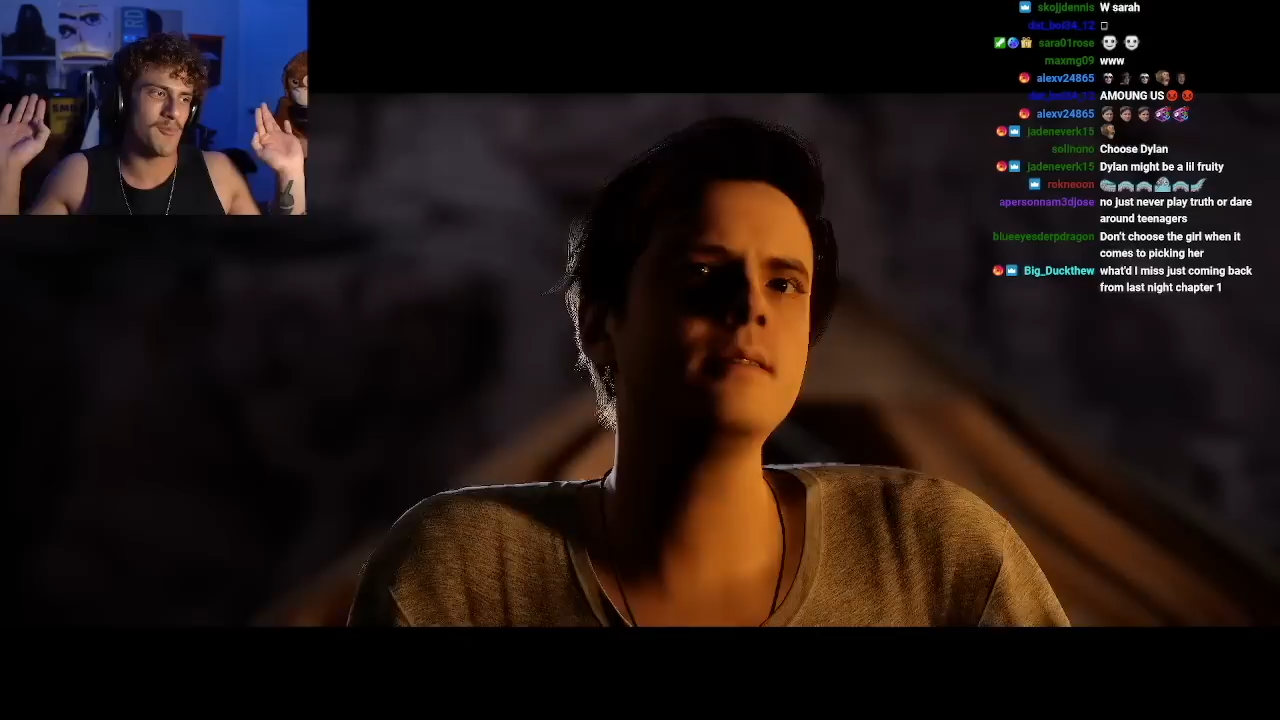 skojjdennis W sarah
dat_boi34_12
sara01rose
maxmg09 www
alexv24865
dat_boi34_12 AMOUNG US
alexv24865
jadeneverk15
solinono Choose Dylan
jadeneverk15 Dylan might be a lil fruity
rokneoon
apersonnam3djose no just never play truth or dare
around teenagers
blueeyesderpdragon Don't choose the girl when it
comes to picking her
Big_Duckthew what'd I miss just coming back
from last night chapter 1